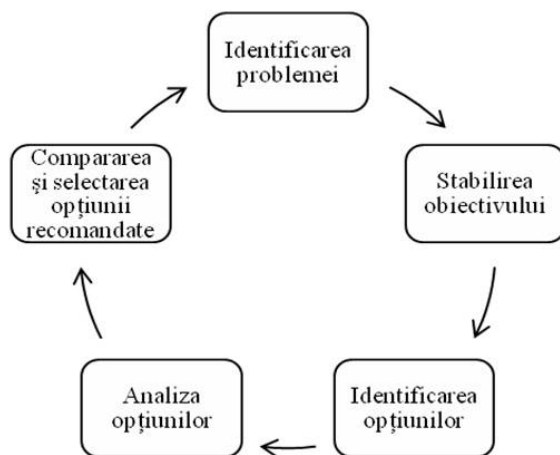 Identificarea
problemei
Stabilirea
obiectivului
Identificarea
opțiunilor
Analiza
opțiunilor
Compararea
și selectarea
opțiunii
recomandate